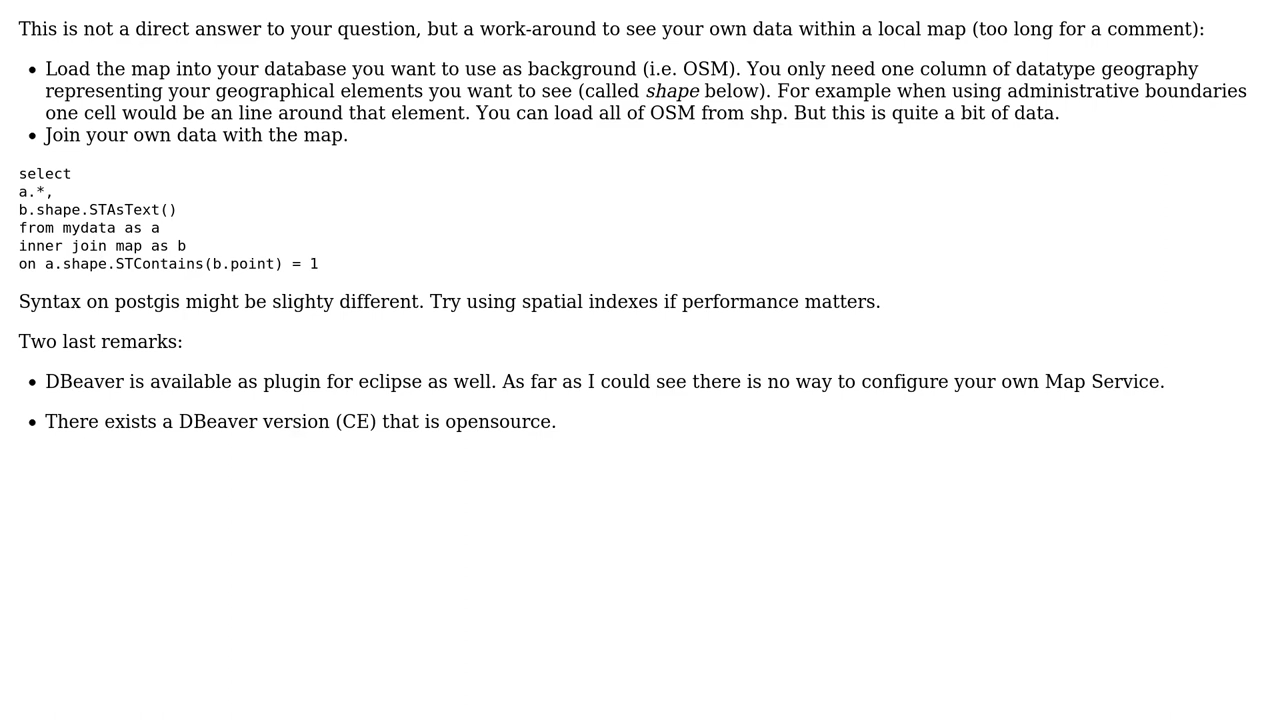 This is not a direct answer to your question, but a work-around to see your own data within a local map (too long for a comment):
• Load the map into your database you want to use as background (i.e. OSM). You only need one column of datatype geography
representing your geographical elements you want to see (called shape below). For example when using administrative boundaries
one cell would be an line around that element. You can load all of OSM from shp. But this is quite a bit of data.
• Join your own data with the map.
select
a.*,
b.shape.STAsText()
from mydata as a
inner join map as b
on a.shape.STContains(b.point) = 1
Syntax on postgis might be slighty different. Try using spatial indexes if performance matters.
Two last remarks:
• DBeaver is available as plugin for eclipse as well. As far as I could see there is no way to configure your own Map Service.
• There exists a DBeaver version (CE) that is opensource.